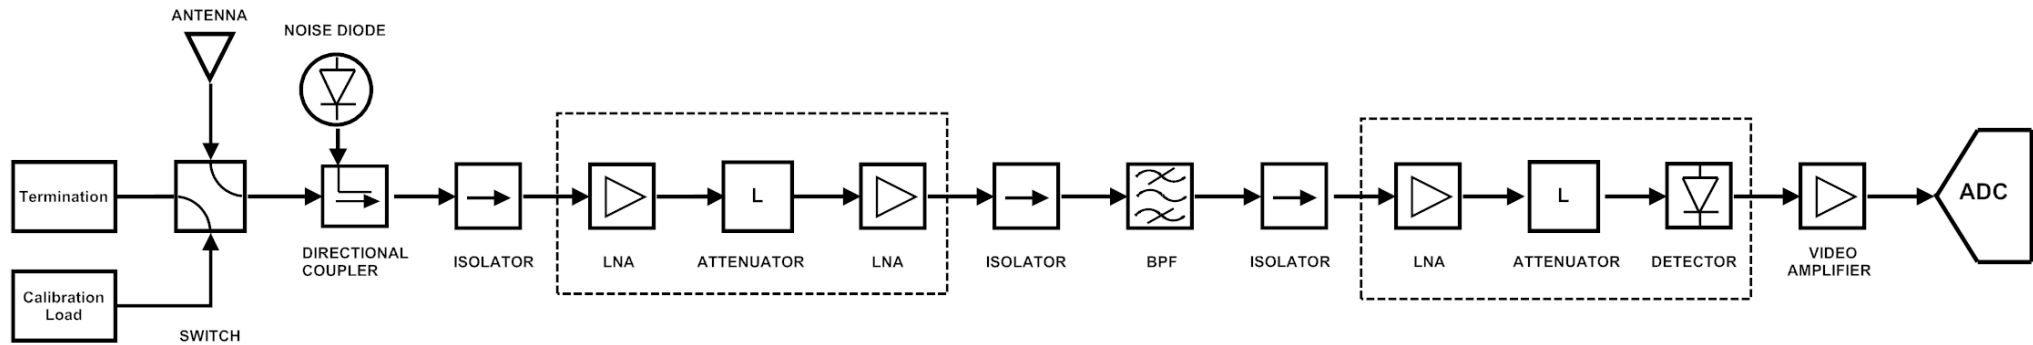 ANTENNA
NOISE DIODE
Termination
Calibration
Load
SWITCH
DIRECTIONAL
COUPLER
ISOLATOR
LNA
L
ATTENUATOR
LNA
ISOLATOR
BPF
ISOLATOR
LNA
L
ATTENUATOR
DETECTOR
VIDEO
AMPLIFIER
ADC